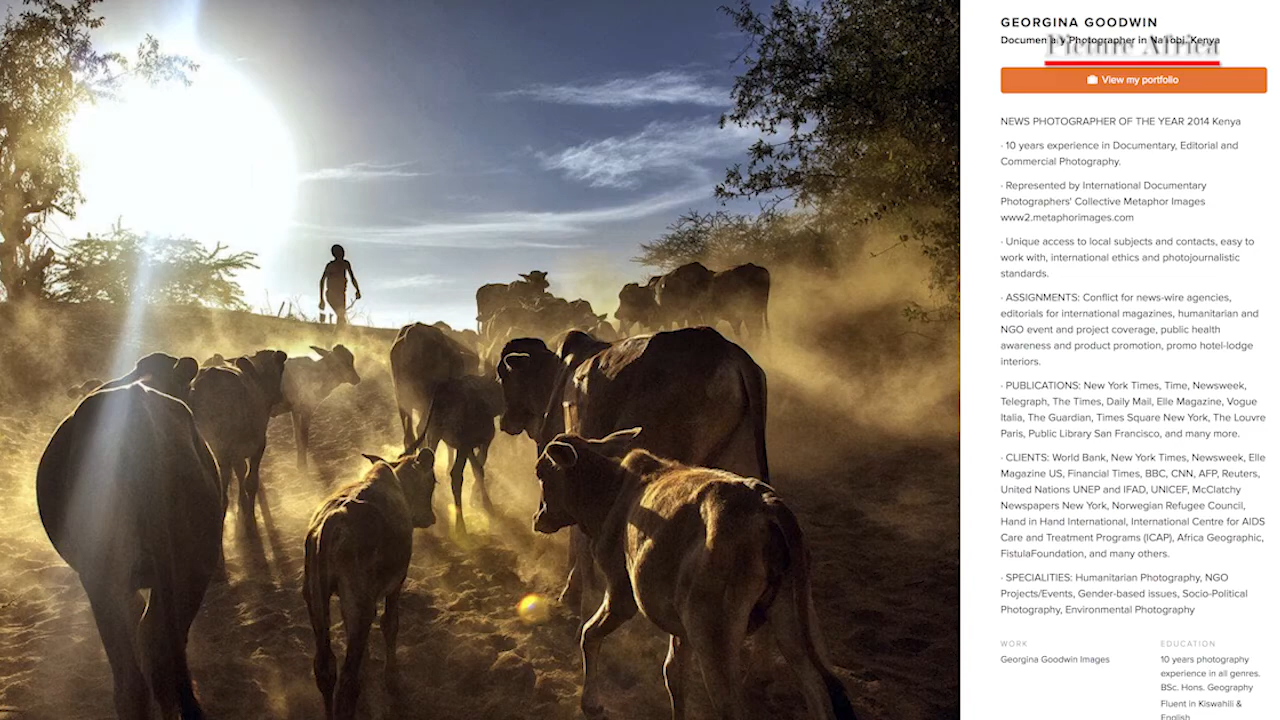 GEORGINA GOODWIN
Documentary Photographer in Nairobi, Kenya
Picture Africa
View my portfolio
NEWS PHOTOGRAPHER OF THE YEAR 2014 Kenya
· 10 years experience in Documentary, Editorial and
Commercial Photography.
· Represented by International Documentary
Photographers' Collective Metaphor Images
www2.metaphorimages.com
· Unique access to local subjects and contacts, easy to
work with, international ethics and photojournalistic
standards.
· ASSIGNMENTS: Conflict for news-wire agencies,
editorials for international magazines, humanitarian and
NGO event and project coverage, public health
awareness and product promotion, promo hotel-lodge
interiors.
· PUBLICATIONS: New York Times, Time, Newsweek,
Telegraph, The Times, Daily Mail, Elle Magazine, Vogue
Italia, The Guardian, Times Square New York, The Louvre
Paris, Public Library San Francisco, and many more.
· CLIENTS: World Bank, New York Times, Newsweek, Elle
Magazine US, Financial Times, BBC, CNN, AFP, Reuters,
United Nations UNEP and IFAD, UNICEF, McClatchy
Newspapers New York, Norwegian Refugee Council,
Hand in Hand International, International Centre for AIDS
Care and Treatment Programs (ICAP), Africa Geographic,
FistulaFoundation, and many others.
· SPECIALITIES: Humanitarian Photography, NGO
Projects/Events, Gender-based issues, Socio-Political
Photography, Environmental Photography
WORK
Georgina Goodwin Images
EDUCATION
10 years photography
experience in all genres.
BSc. Hons. Geography
Fluent in Kiswahili &
English